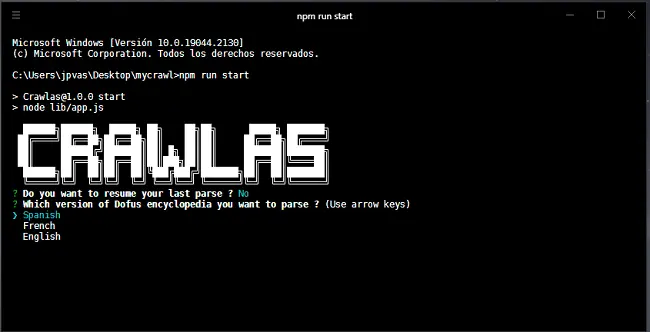 npm run start
Microsoft Windows [Versión 10.0.19044.2130]
(c) Microsoft Corporation. Todos los derechos reservados.
C:\Users\jpvas\Desktop\mycrawl>npm run start
> Crawlas@1.0.0 start
> node lib/app.js
CRAWLAS
? Do you want to resume your last parse ? No
? Which version of Dofus encyclopedia you want to parse ? (Use arrow keys)
❯ Spanish
French
English